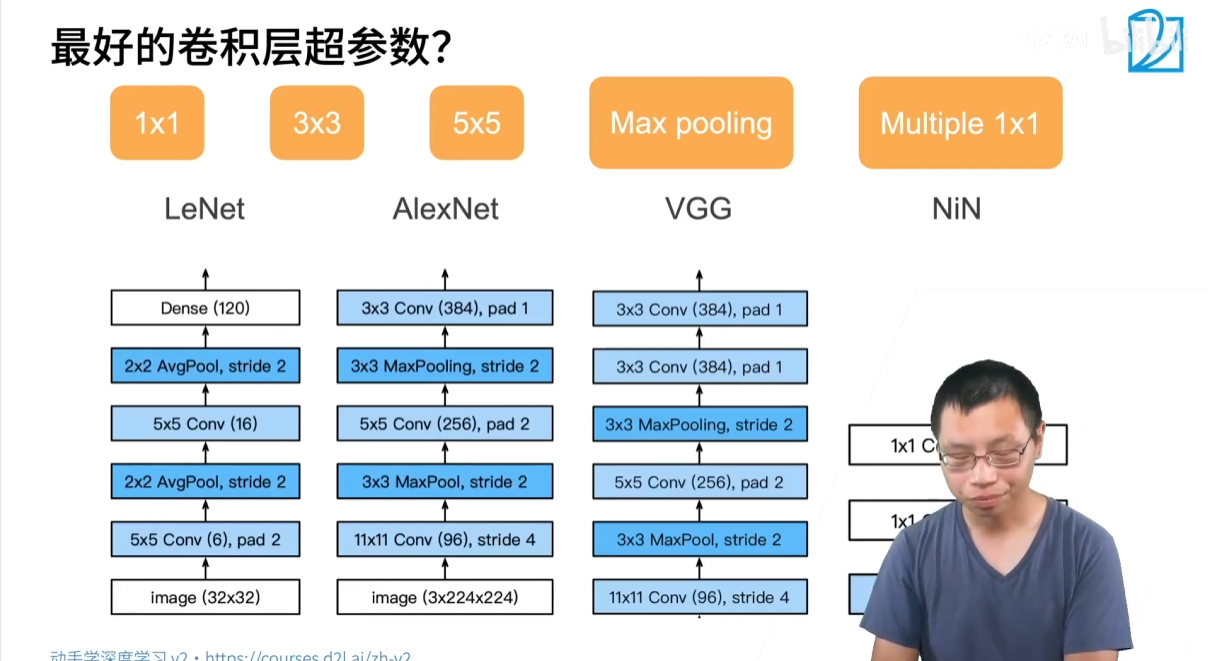 最好的卷积层超参数?
1x1
3x3
5x5
Max pooling
Multiple 1x1
LeNet
AlexNet
VGG
NiN
Dense (120)
2x2 AvgPool, stride 2
5x5 Conv (16)
2x2 AvgPool, stride 2
5x5 Conv (6), pad 2
image (32x32)
3x3 Conv (384), pad 1
3x3 MaxPooling, stride 2
5x5 Conv (256), pad 2
3x3 MaxPool, stride 2
11x11 Conv (96), stride 4
image (3x224x224)
3x3 Conv (384), pad 1
3x3 Conv (384), pad 1
3x3 MaxPooling, stride 2
5x5 Conv (256), pad 2
3x3 MaxPool, stride 2
11x11 Conv (96), stride 4
1x1 C
1x1
动手学深度学习 v2 · https://courses.d2l.ai/zh-v2